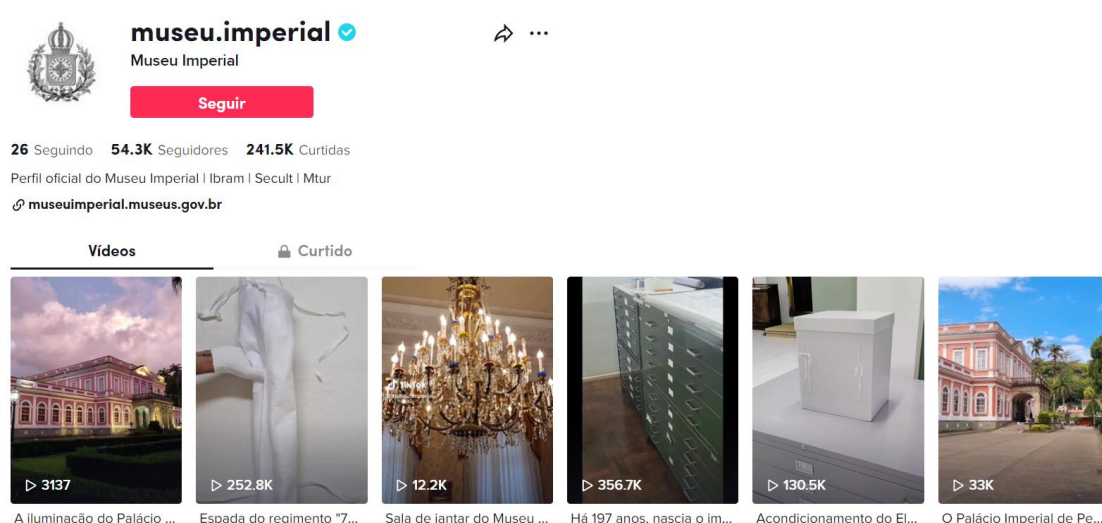 museu.imperial
Museu Imperial
Seguir
26 Seguindo 54.3K Seguidores 241.5K Curtidas
Perfil oficial do Museu Imperial | Ibram | Secult | Mtur
museuimperial.museus.gov.br
Vídeos Curtido
TikTok
3137 252.8K 12.2K 356.7K 130.5K 33K
A iluminação do Palácio ... Espada do regimento "7... Sala de jantar do Museu ... Há 197 anos, nascia o im... Acondicionamento do El... O Palácio Imperial de Pe...